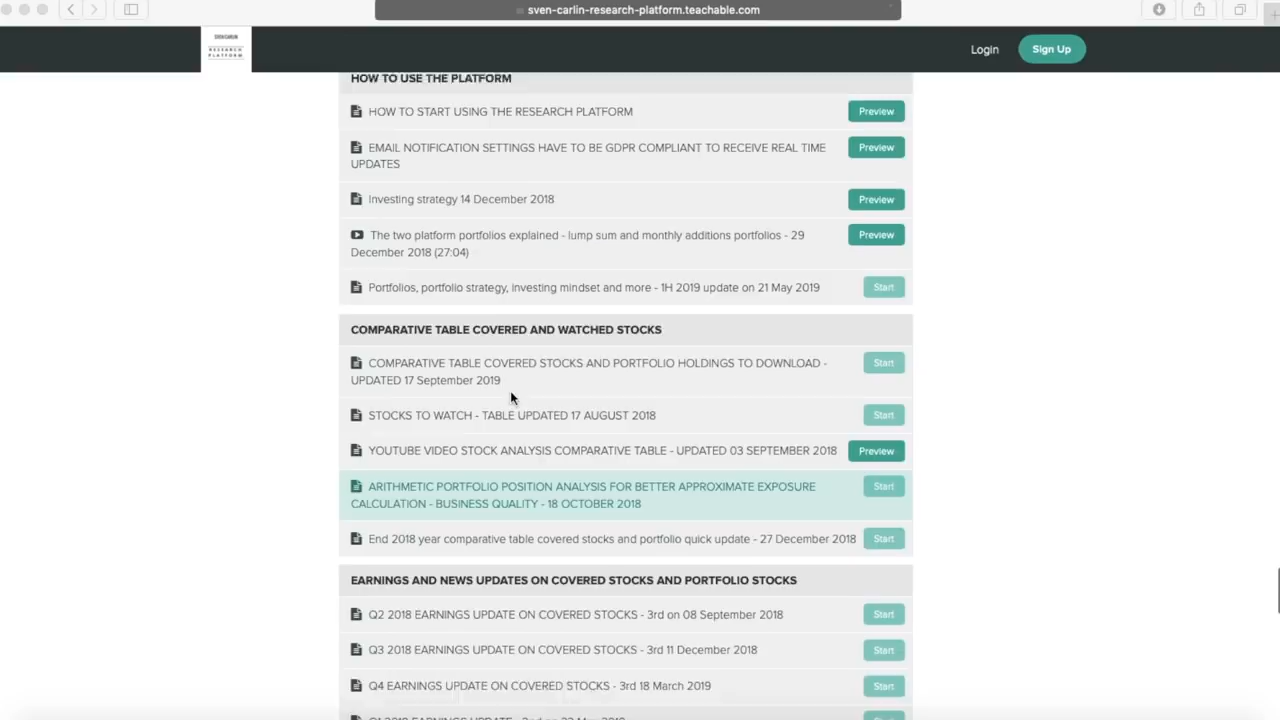 sven-carlin-research-platform.teachable.com
RESEARCH
PLATFORM
Login
Sign Up
HOW TO USE THE PLATFORM
HOW TO START USING THE RESEARCH PLATFORM
Preview
EMAIL NOTIFICATION SETTINGS HAVE TO BE GDPR COMPLIANT TO RECEIVE REAL TIME
UPDATES
Preview
Investing strategy 14 December 2018
Preview
The two platform portfolios explained - lump sum and monthly additions portfolios - 29
December 2018 (27:04)
Preview
Portfolios, portfolio strategy, investing mindset and more - 1H 2019 update on 21 May 2019
Start
COMPARATIVE TABLE COVERED AND WATCHED STOCKS
COMPARATIVE TABLE COVERED STOCKS AND PORTFOLIO HOLDINGS TO DOWNLOAD -
UPDATED 17 September 2019
Start
STOCKS TO WATCH - TABLE UPDATED 17 AUGUST 2018
Start
YOUTUBE VIDEO STOCK ANALYSIS COMPARATIVE TABLE - UPDATED 03 SEPTEMBER 2018
Preview
ARITHMETIC PORTFOLIO POSITION ANALYSIS FOR BETTER APPROXIMATE EXPOSURE
CALCULATION - BUSINESS QUALITY - 18 OCTOBER 2018
Start
End 2018 year comparative table covered stocks and portfolio quick update - 27 December 2018
Start
EARNINGS AND NEWS UPDATES ON COVERED STOCKS AND PORTFOLIO STOCKS
Q2 2018 EARNINGS UPDATE ON COVERED STOCKS - 3rd on 08 September 2018
Start
Q3 2018 EARNINGS UPDATE ON COVERED STOCKS - 3rd 11 December 2018
Start
Q4 EARNINGS UPDATE ON COVERED STOCKS - 3rd 18 March 2019
Start